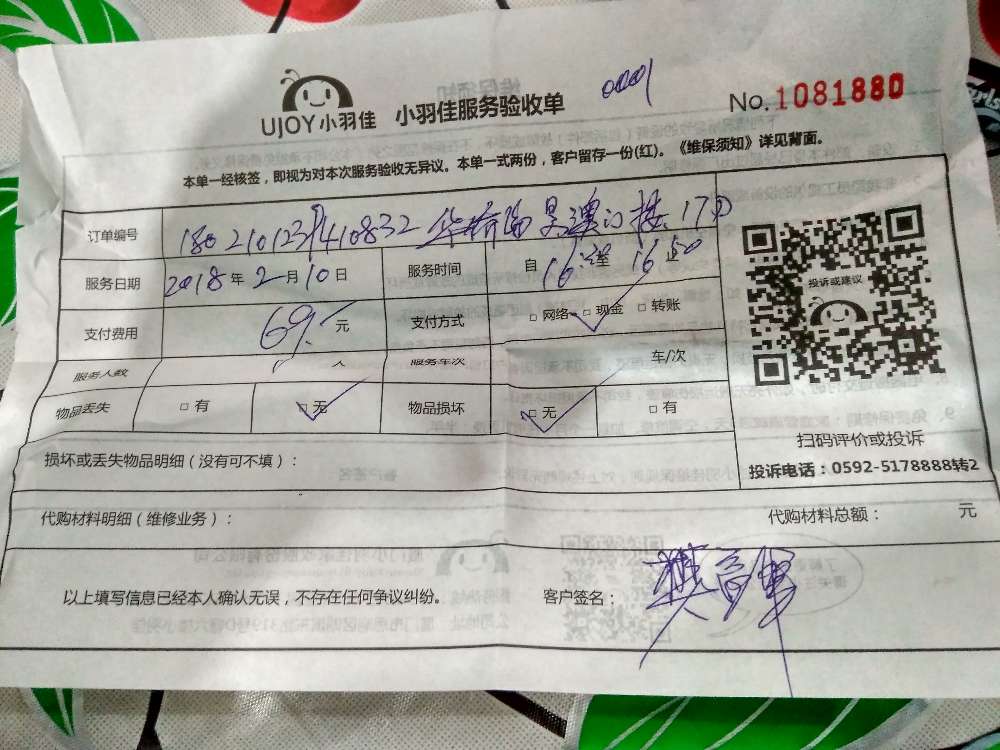 UJOY小羽佳 小羽佳服务验收单 0001 No.1081880
本单一经核签，即视为对本次服务验收无异议。本单一式两份，客户留存一份(红)。《维保须知》详见背面。
订单编号
服务日期 2018年2月10日 服务时间 自16 至16 50
支付费用 69 元 支付方式 □网络 □现金 □转账
服务人数 人 服务车次 车/次
物品丢失 □有 □无 物品损坏 □无 □有
投诉或建议
扫码评价或投诉
投诉电话：0592-5178888转2
损坏或丢失物品明细（没有可不填）：
代购材料明细（维修业务）： 代购材料总额： 元
以上填写信息已经本人确认无误，不存在任何争议纠纷。 客户签名：